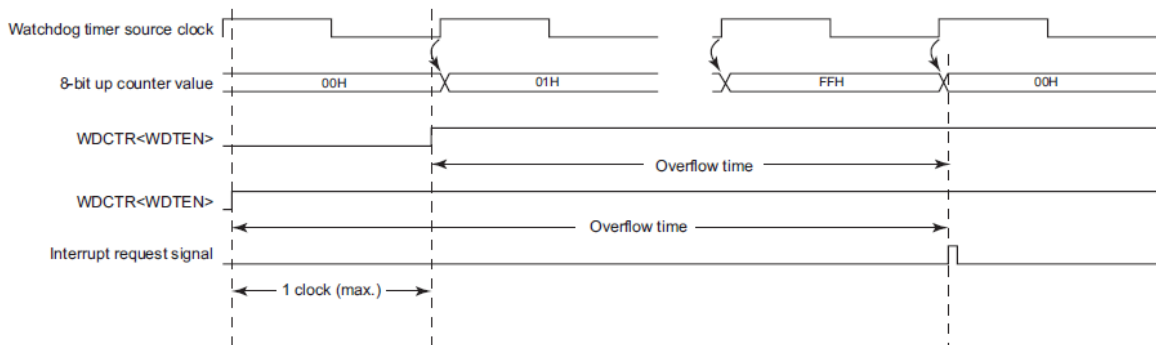 Watchdog timer source clock
8-bit up counter value
00H
01H
FFH
00H
WDCTR<WDTEN>
Overflow time
WDCTR<WDTEN>
Overflow time
Interrupt request signal
1 clock (max.)